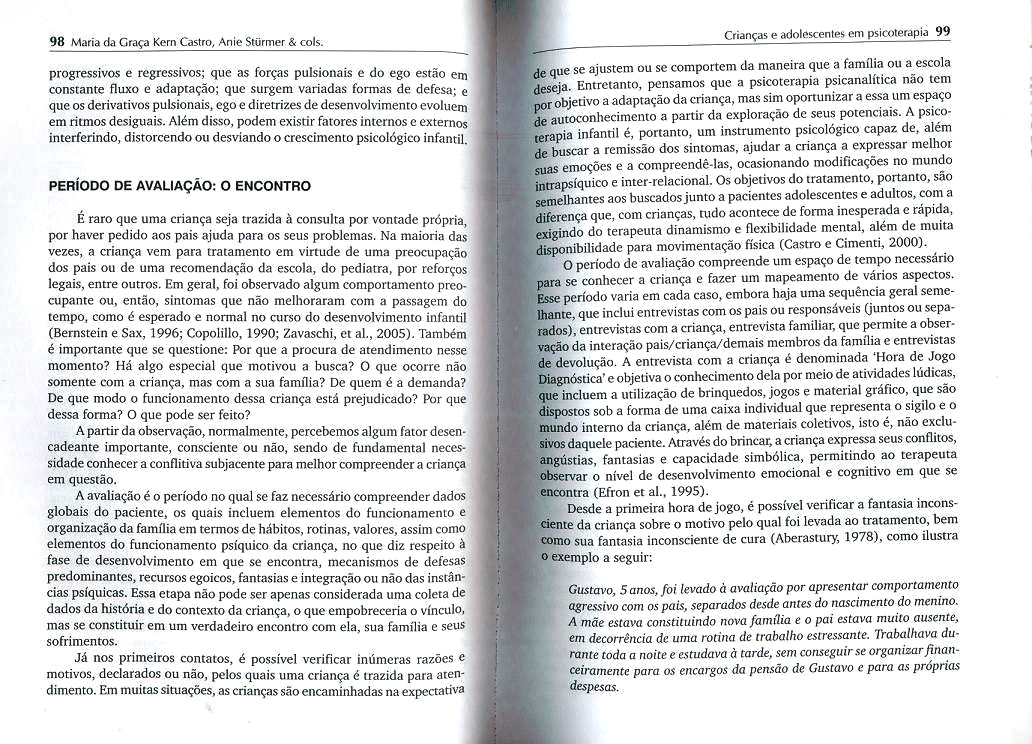 98 Maria da Graça Kern Castro, Anie Stürmer & cols.
progressivos e regressivos; que as forças pulsionais e do ego estão em
constante fluxo e adaptação; que surgem variadas formas de defesa; e
que os derivativos pulsionais, ego e diretrizes de desenvolvimento evoluem
em ritmos desiguais. Além disso, podem existir fatores internos e externos
interferindo, distorcendo ou desviando o crescimento psicológico infantil.
PERÍODO DE AVALIAÇÃO: O ENCONTRO
É raro que uma criança seja trazida à consulta por vontade própria,
por haver pedido aos pais ajuda para os seus problemas. Na maioria das
vezes, a criança vem para tratamento em virtude de uma preocupação
dos pais ou de uma recomendação da escola, do pediatra, por reforços
legais, entre outros. Em geral, foi observado algum comportamento preo-
cupante ou, então, sintomas que não melhoraram com a passagem do
tempo, como é esperado e normal no curso do desenvolvimento infantil
(Bernstein e Sax, 1996; Copolillo, 1990; Zavaschi, et al., 2005). Também
é importante que se questione: Por que a procura de atendimento nesse
momento? Há algo especial que motivou a busca? O que ocorre não
somente com a criança, mas com a sua família? De quem é a demanda?
De que modo o funcionamento dessa criança está prejudicado? Por que
dessa forma? O que pode ser feito?
A partir da observação, normalmente, percebemos algum fator desen-
cadeante importante, consciente ou não, sendo de fundamental neces-
sidade conhecer a conflitiva subjacente para melhor compreender a criança
em questão.
A avaliação é o período no qual se faz necessário compreender dados
globais do paciente, os quais incluem elementos do funcionamento e
organização da família em termos de hábitos, rotinas, valores, assim como
elementos do funcionamento psíquico da criança, no que diz respeito à
fase de desenvolvimento em que se encontra, mecanismos de defesas
predominantes, recursos egoicos, fantasias e integração ou não das instân-
cias psíquicas. Essa etapa não pode ser apenas considerada uma coleta de
dados da história e do contexto da criança, o que empobreceria o vínculo,
mas se constituir em um verdadeiro encontro com ela, sua família e seus
sofrimentos.
Já nos primeiros contatos, é possível verificar inúmeras razões e
motivos, declarados ou não, pelos quais uma criança é trazida para aten-
dimento. Em muitas situações, as crianças são encaminhadas na expectativa
Crianças e adolescentes em psicoterapia 99
de que se ajustem ou se comportem da maneira que a família ou a escola
deseja. Entretanto, pensamos que a psicoterapia psicanalítica não tem
por objetivo a adaptação da criança, mas sim oportunizar a essa um espaço
de autoconhecimento a partir da exploração de seus potenciais. A psico-
terapia infantil é, portanto, um instrumento psicológico capaz de, além
de buscar a remissão dos sintomas, ajudar a criança a expressar melhor
suas emoções e a compreendê-las, ocasionando modificações no mundo
intrapsíquico e inter-relacional. Os objetivos do tratamento, portanto, são
semelhantes aos buscados junto a pacientes adolescentes e adultos, com a
diferença que, com crianças, tudo acontece de forma inesperada e rápida,
exigindo do terapeuta dinamismo e flexibilidade mental, além de muita
disponibilidade para movimentação física (Castro e Cimenti, 2000).
O período de avaliação compreende um espaço de tempo necessário
para se conhecer a criança e fazer um mapeamento de vários aspectos.
Esse período varia em cada caso, embora haja uma sequência geral seme-
lhante, que inclui entrevistas com os pais ou responsáveis (juntos ou sepa-
rados), entrevistas com a criança, entrevista familiar, que permite a obser-
vação da interação pais/criança/demais membros da família e entrevistas
de devolução. A entrevista com a criança é denominada ‘Hora de Jogo
Diagnóstica’ e objetiva o conhecimento dela por meio de atividades lúdicas,
que incluem a utilização de brinquedos, jogos e material gráfico, que são
dispostos sob a forma de uma caixa individual que representa o sigilo e o
mundo interno da criança, além de materiais coletivos, isto é, não exclu-
sivos daquele paciente. Através do brincar, a criança expressa seus conflitos,
angústias, fantasias e capacidade simbólica, permitindo ao terapeuta
observar o nível de desenvolvimento emocional e cognitivo em que se
encontra (Efron et al., 1995).
Desde a primeira hora de jogo, é possível verificar a fantasia incons-
ciente da criança sobre o motivo pelo qual foi levada ao tratamento, bem
como sua fantasia inconsciente de cura (Aberastury, 1978), como ilustra
o exemplo a seguir:
Gustavo, 5 anos, foi levado à avaliação por apresentar comportamento
agressivo com os pais, separados desde antes do nascimento do menino.
A mãe estava constituindo nova família e o pai estava muito ausente,
em decorrência de uma rotina de trabalho estressante. Trabalhava du-
rante toda a noite e estudava à tarde, sem conseguir se organizar finan-
ceiramente para os encargos da pensão de Gustavo e para as próprias
despesas.